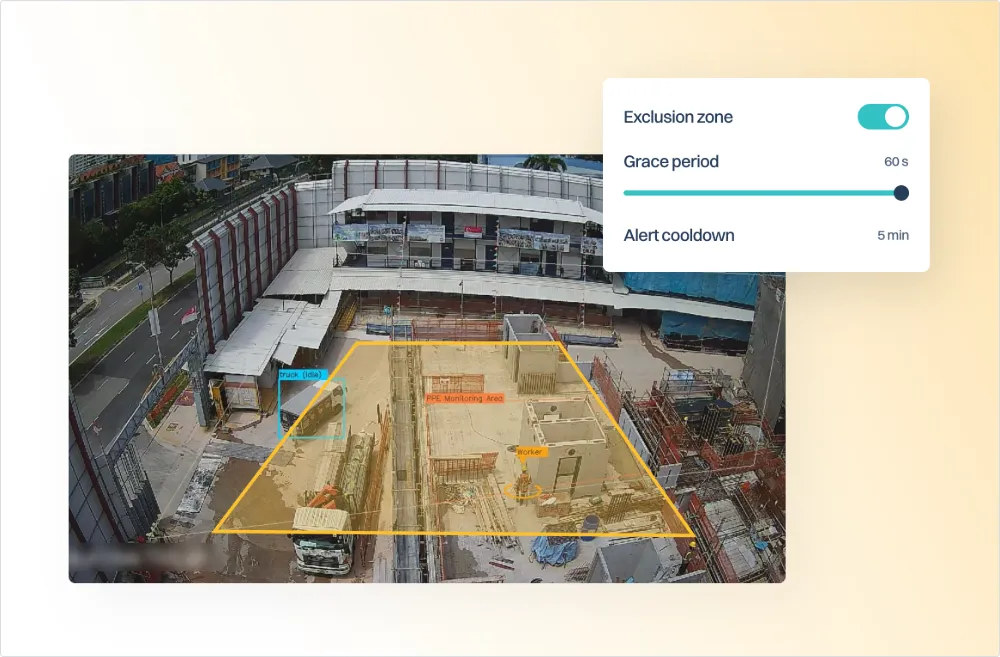 Exclusion zone
Grace period
60 s
Alert cooldown
5 min
truck (idle)
PPE Monitoring Area
Worker